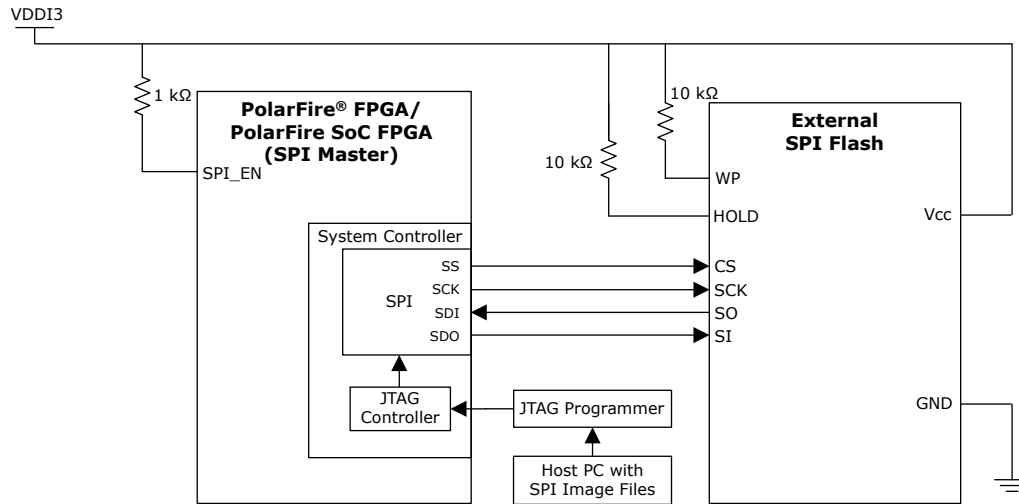 VDDI3
1 kΩ
10 kΩ
10 kΩ
PolarFire® FPGA/
PolarFire SoC FPGA
(SPI Master)
SPI_EN
External
SPI Flash
WP
HOLD
Vcc
System Controller
SPI
SS
SCK
SDI
SDO
CS
SCK
SO
SI
JTAG
Controller
JTAG Programmer
GND
Host PC with
SPI Image Files